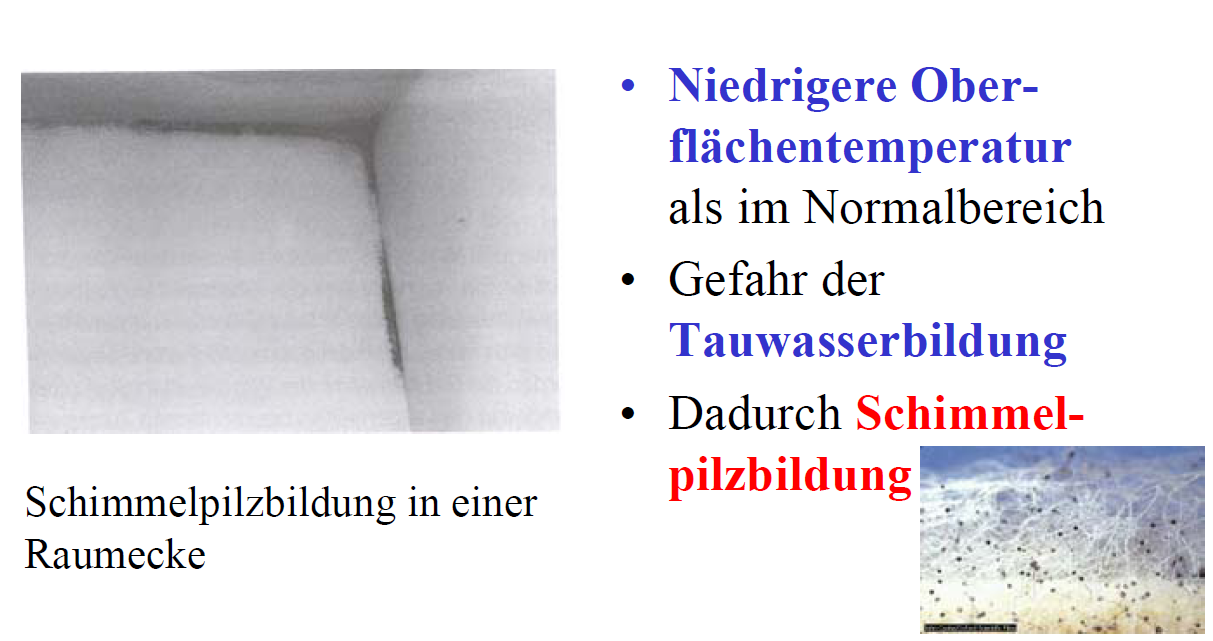 • Niedrigere Ober-
flächentemperatur
als im Normalbereich
• Gefahr der
Tauwasserbildung
• Dadurch Schimmel-
pilzbildung
Schimmelpilzbildung in einer
Raumecke